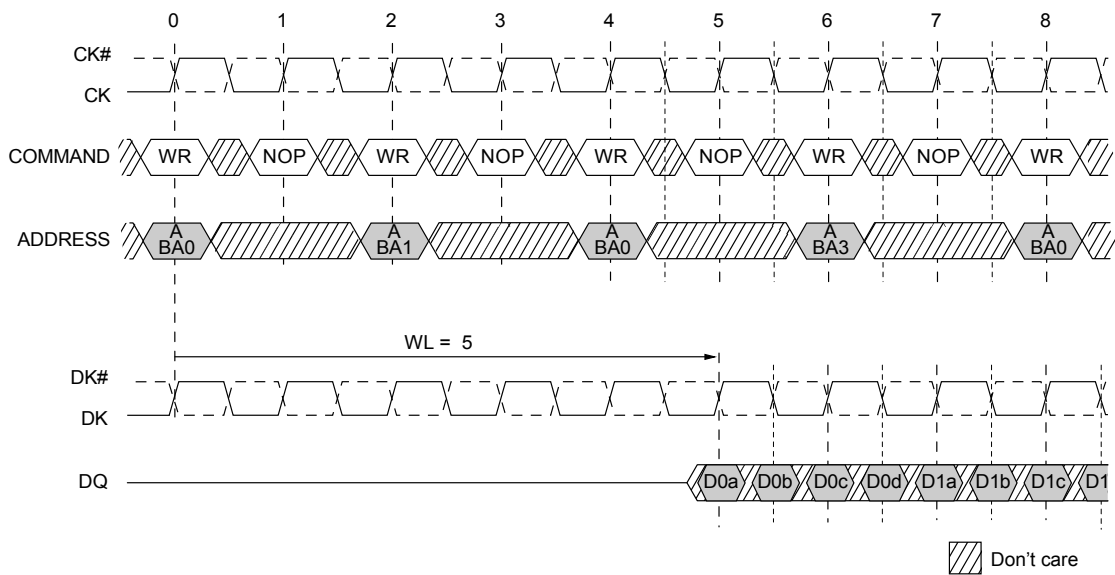 0 1 2 3 4 5 6 7 8
CK#
CK
COMMAND WR NOP WR NOP WR NOP WR NOP WR
ADDRESS A BA0 A BA1 A BA0 A BA3 A BA0
WL = 5
DK#
DK
DQ D0a D0b D0c D0d D1a D1b D1c D1
Don't care